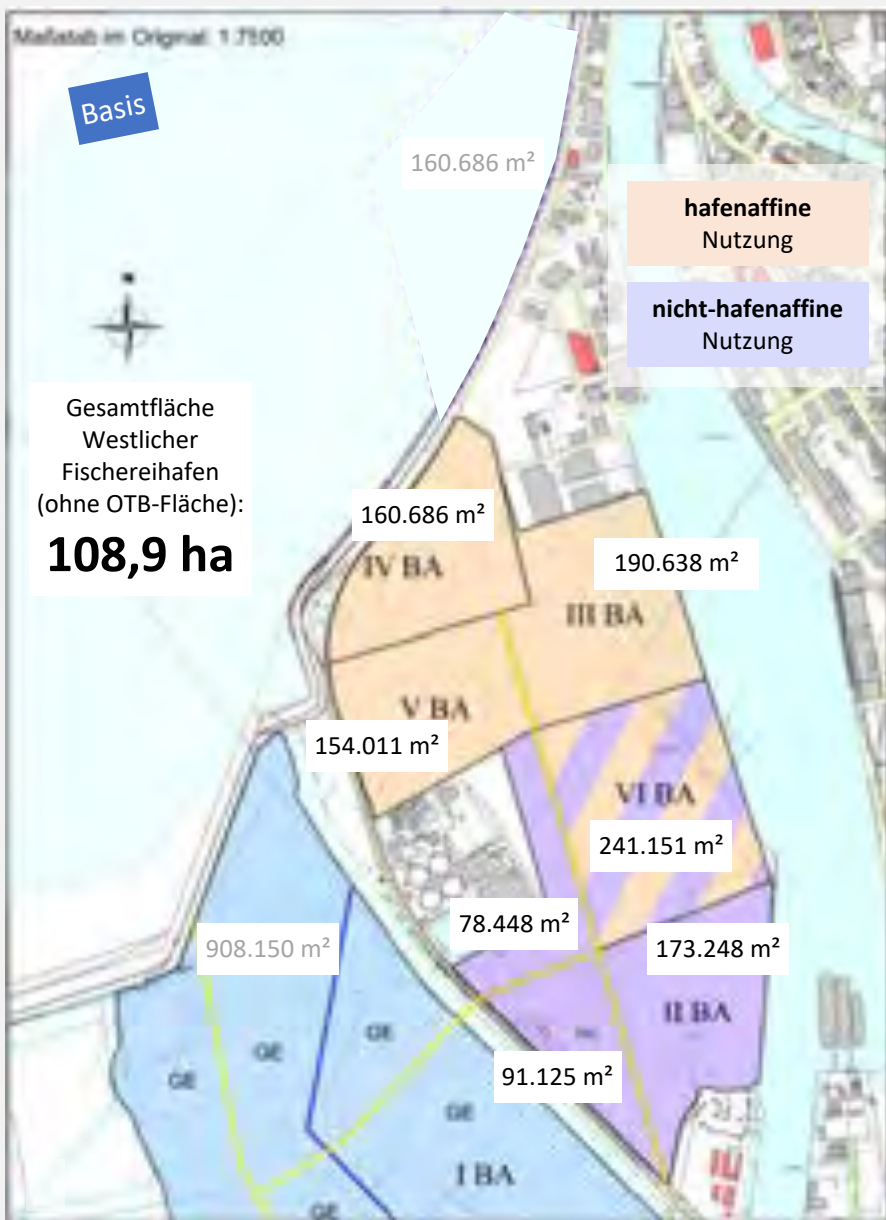 Maßstab im Original: 1:7500
Basis
160.686 m²
hafenaffine
Nutzung
nicht-hafenaffine
Nutzung
Gesamtfläche
Westlicher
Fischereihafen
(ohne OTB-Fläche):
108,9 ha
160.686 m²
IV BA
190.638 m²
III BA
V BA
154.011 m²
VI BA
241.151 m²
78.448 m²
173.248 m²
908.150 m²
II BA
GE
GE
GE
91.125 m²
GE
I BA
GE